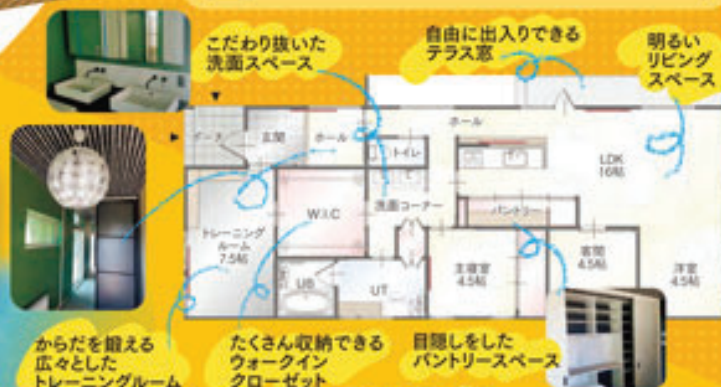 こだわり抜いた
洗面スペース
自由に出入りできる
テラス窓
明るい
リビング
スペース
玄関
ホール
ホール
トイレ
LDK
16帖
W.I.C
洗面コーナー
パントリー
トレーニング
ルーム
7.5帖
UB
UT
主寝室
4.5帖
客間
4.5帖
洋室
4.5帖
からだを鍛える
広々とした
トレーニングルーム
たくさん収納できる
ウォークイン
クローゼット
目隠しをした
パントリースペース